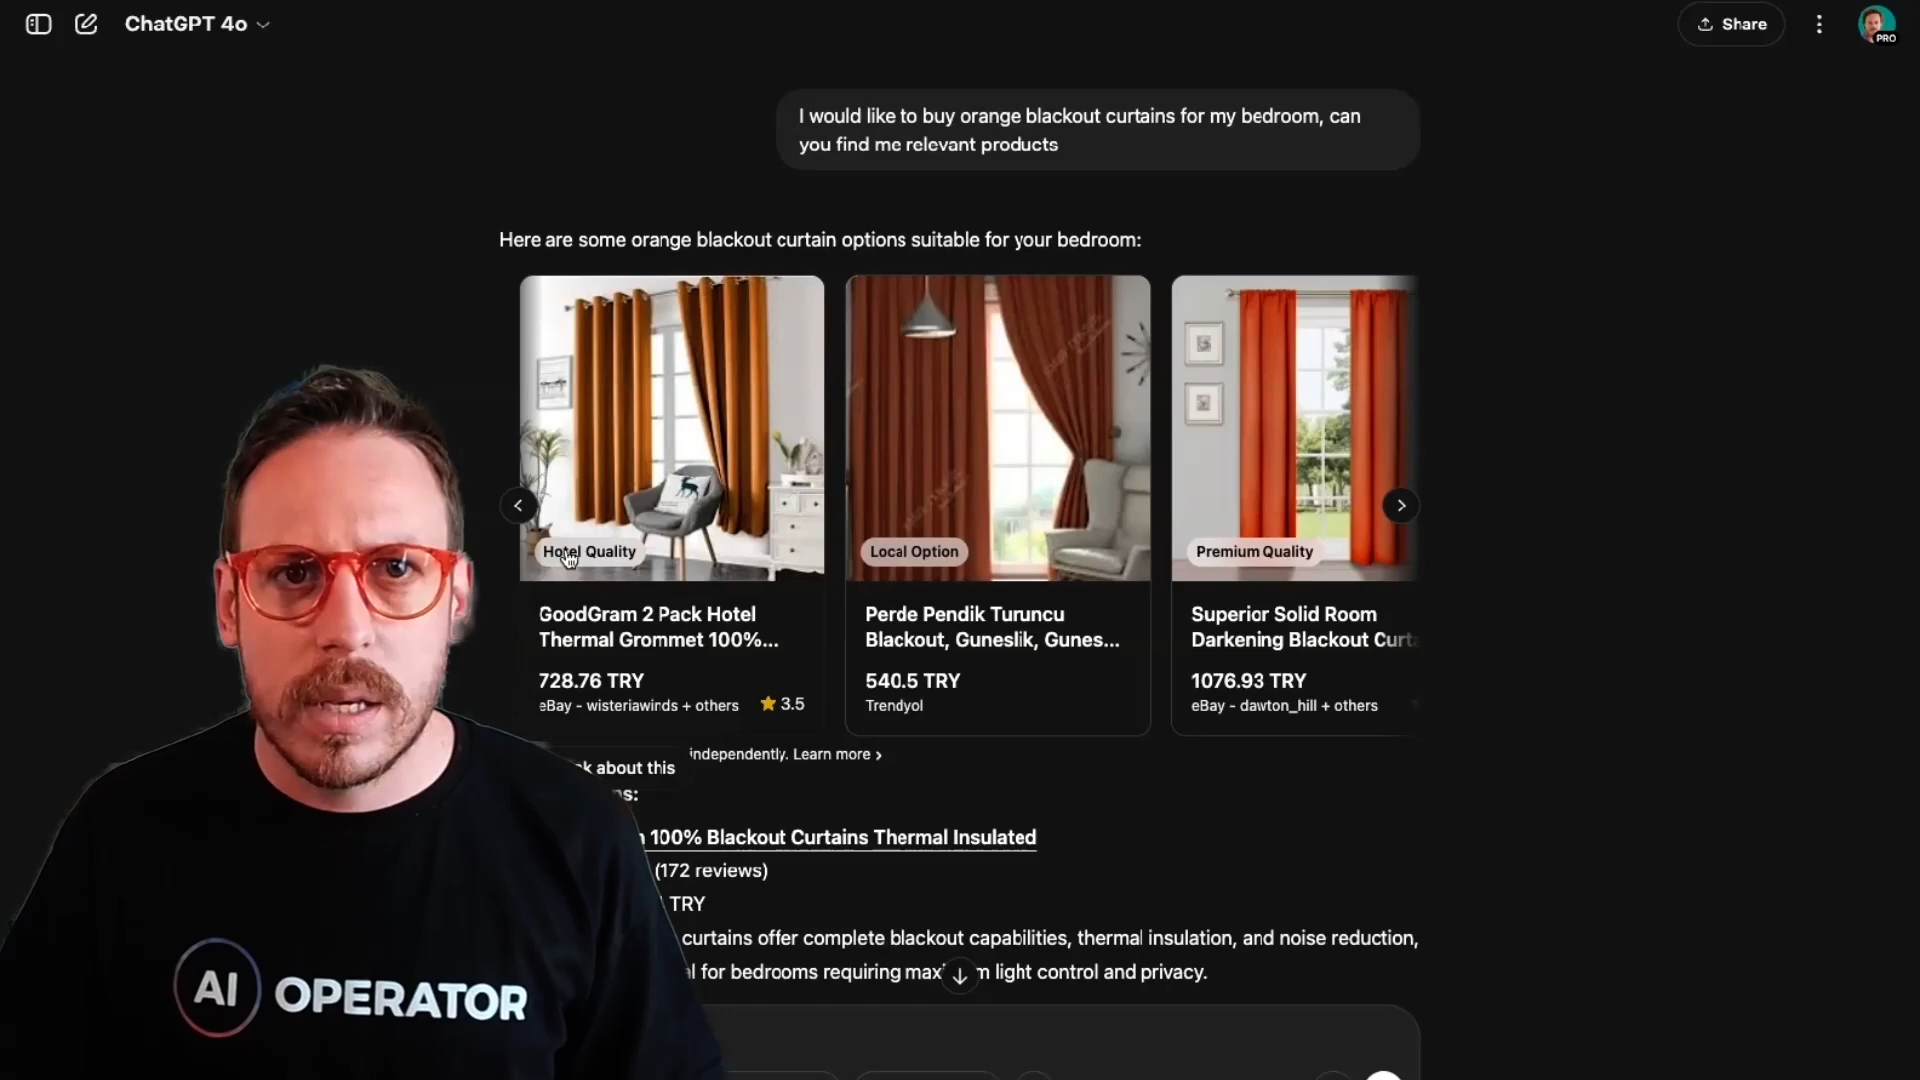 ChatGPT 4o
Share
PRO
I would like to buy orange blackout curtains for my bedroom, can
you find me relevant products
Here are some orange blackout curtain options suitable for your bedroom:
Hotel Quality
Local Option
Premium Quality
GoodGram 2 Pack Hotel
Thermal Grommet 100%...
728.76 TRY
eBay - wisteriawinds + others
3.5
Perde Pendik Turuncu
Blackout, Guneslik, Gunes...
540.5 TRY
Trendyol
Superior Solid Room
Darkening Blackout
1076.93 TRY
eBay - dawton_hill + others
independently. Learn more >
about this
100% Blackout Curtains Thermal Insulated
(172 reviews)
TRY
curtains offer complete blackout capabilities, thermal insulation, and noise reduction,
for bedrooms requiring light control and privacy.
AI OPERATOR